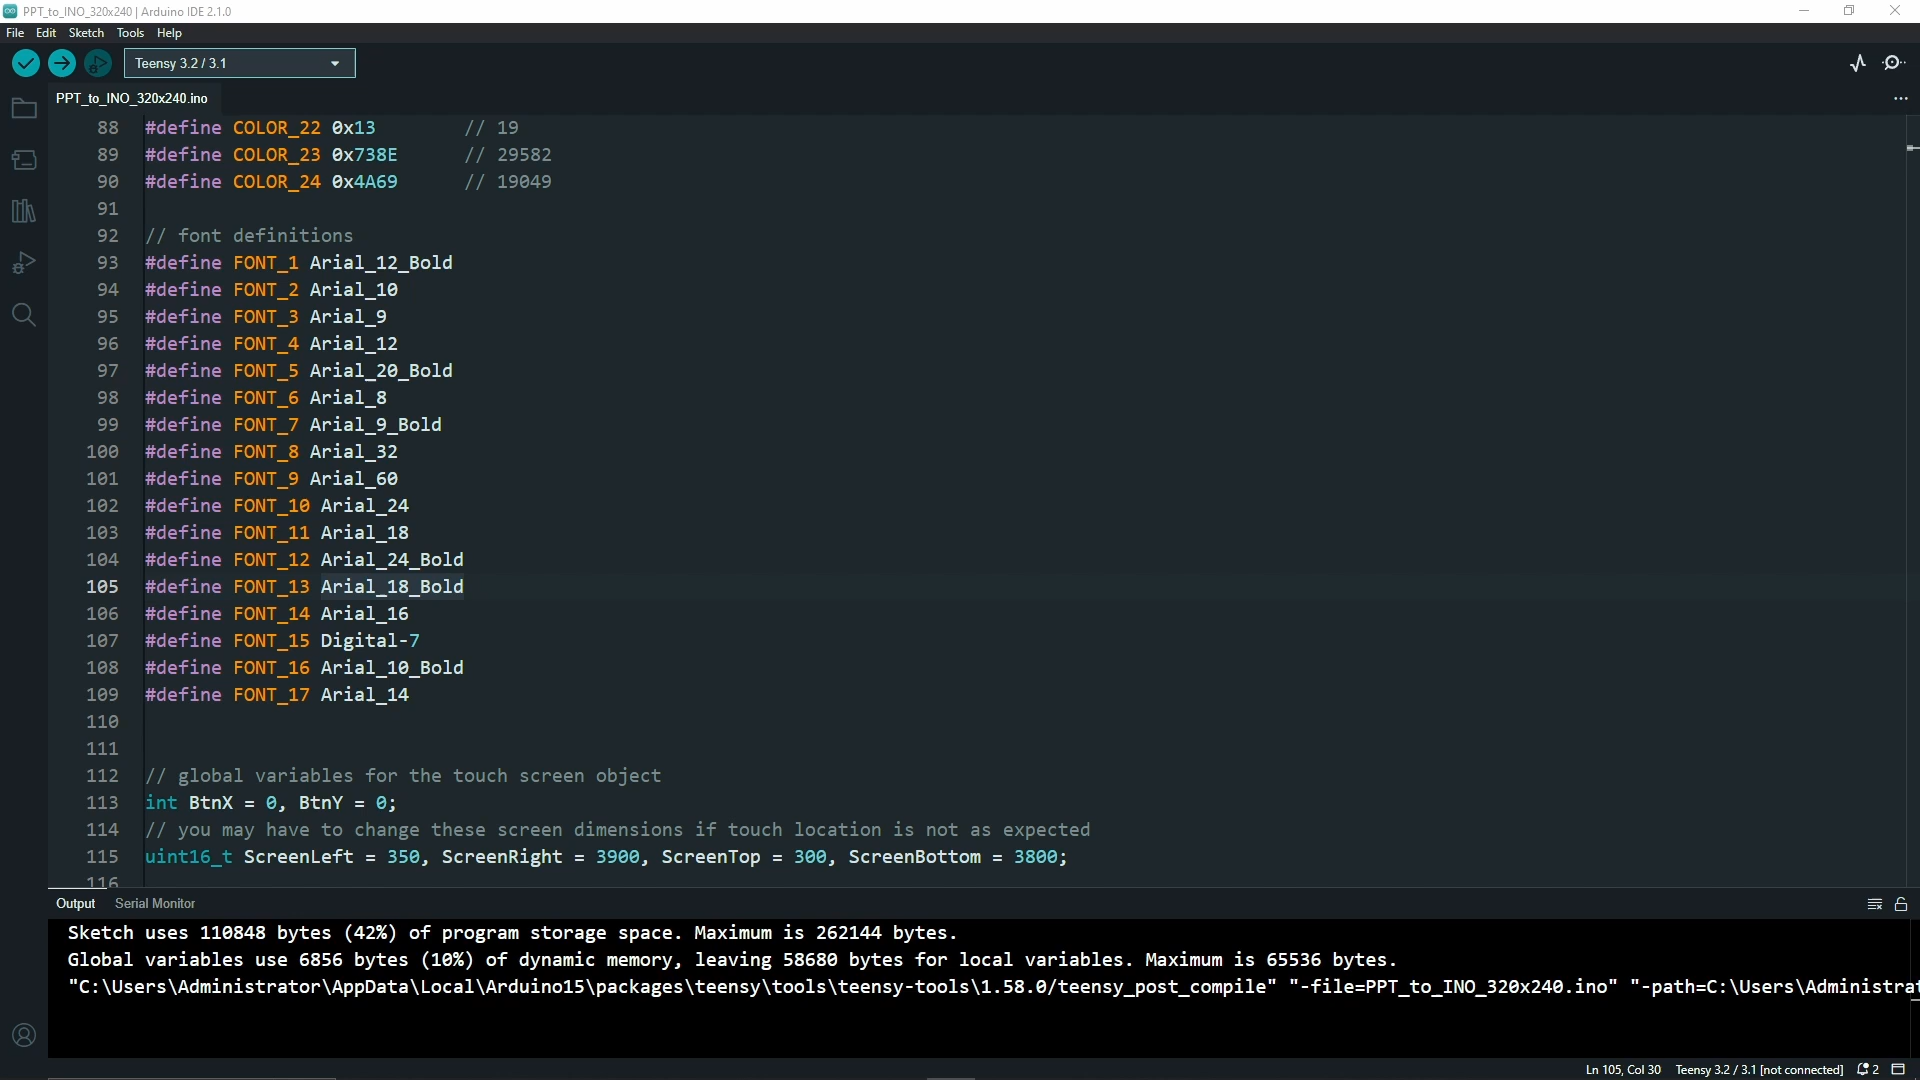 PPT_to_INO_320x240 | Arduino IDE 2.1.0
File Edit Sketch Tools Help
Teensy 3.2 / 3.1
PPT_to_INO_320x240.ino
88 #define COLOR_22 0x13 // 19
89 #define COLOR_23 0x738E // 29582
90 #define COLOR_24 0x4A69 // 19049
91
92 // font definitions
93 #define FONT_1 Arial_12_Bold
94 #define FONT_2 Arial_10
95 #define FONT_3 Arial_9
96 #define FONT_4 Arial_12
97 #define FONT_5 Arial_20_Bold
98 #define FONT_6 Arial_8
99 #define FONT_7 Arial_9_Bold
100 #define FONT_8 Arial_32
101 #define FONT_9 Arial_60
102 #define FONT_10 Arial_24
103 #define FONT_11 Arial_18
104 #define FONT_12 Arial_24_Bold
105 #define FONT_13 Arial_18_Bold
106 #define FONT_14 Arial_16
107 #define FONT_15 Digital-7
108 #define FONT_16 Arial_10_Bold
109 #define FONT_17 Arial_14
110
111
112 // global variables for the touch screen object
113 int BtnX = 0, BtnY = 0;
114 // you may have to change these screen dimensions if touch location is not as expected
115 uint16_t ScreenLeft = 350, ScreenRight = 3900, ScreenTop = 300, ScreenBottom = 3800;
116
Output Serial Monitor
Sketch uses 110848 bytes (42%) of program storage space. Maximum is 262144 bytes.
Global variables use 6856 bytes (10%) of dynamic memory, leaving 58680 bytes for local variables. Maximum is 65536 bytes.
"C:\Users\Administrator\AppData\Local\Arduino15\packages\teensy\tools\teensy-tools\1.58.0/teensy_post_compile" "-file=PPT_to_INO_320x240.ino" "-path=C:\Users\Administrat
Ln 105, Col 30 Teensy 3.2 / 3.1 [not connected] 2